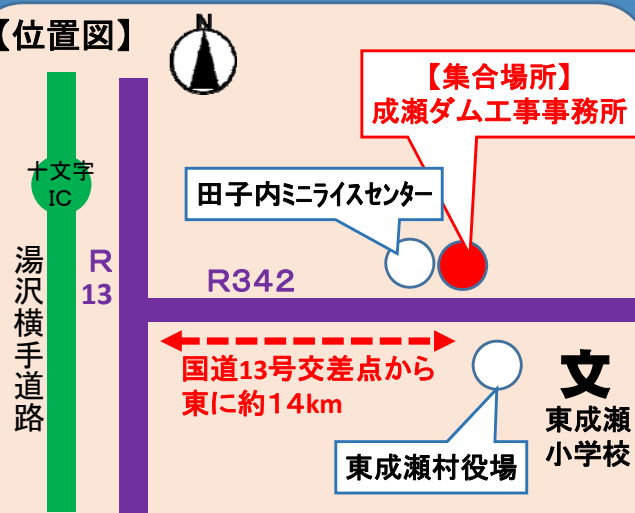 【位置図】
N
【集合場所】
成瀬ダム工事事務所
十文字
IC
田子内ミニライスセンター
湯沢横手道路
R
13
R342
国道13号交差点から
東に約１４km
文
東成瀬
小学校
東成瀬村役場